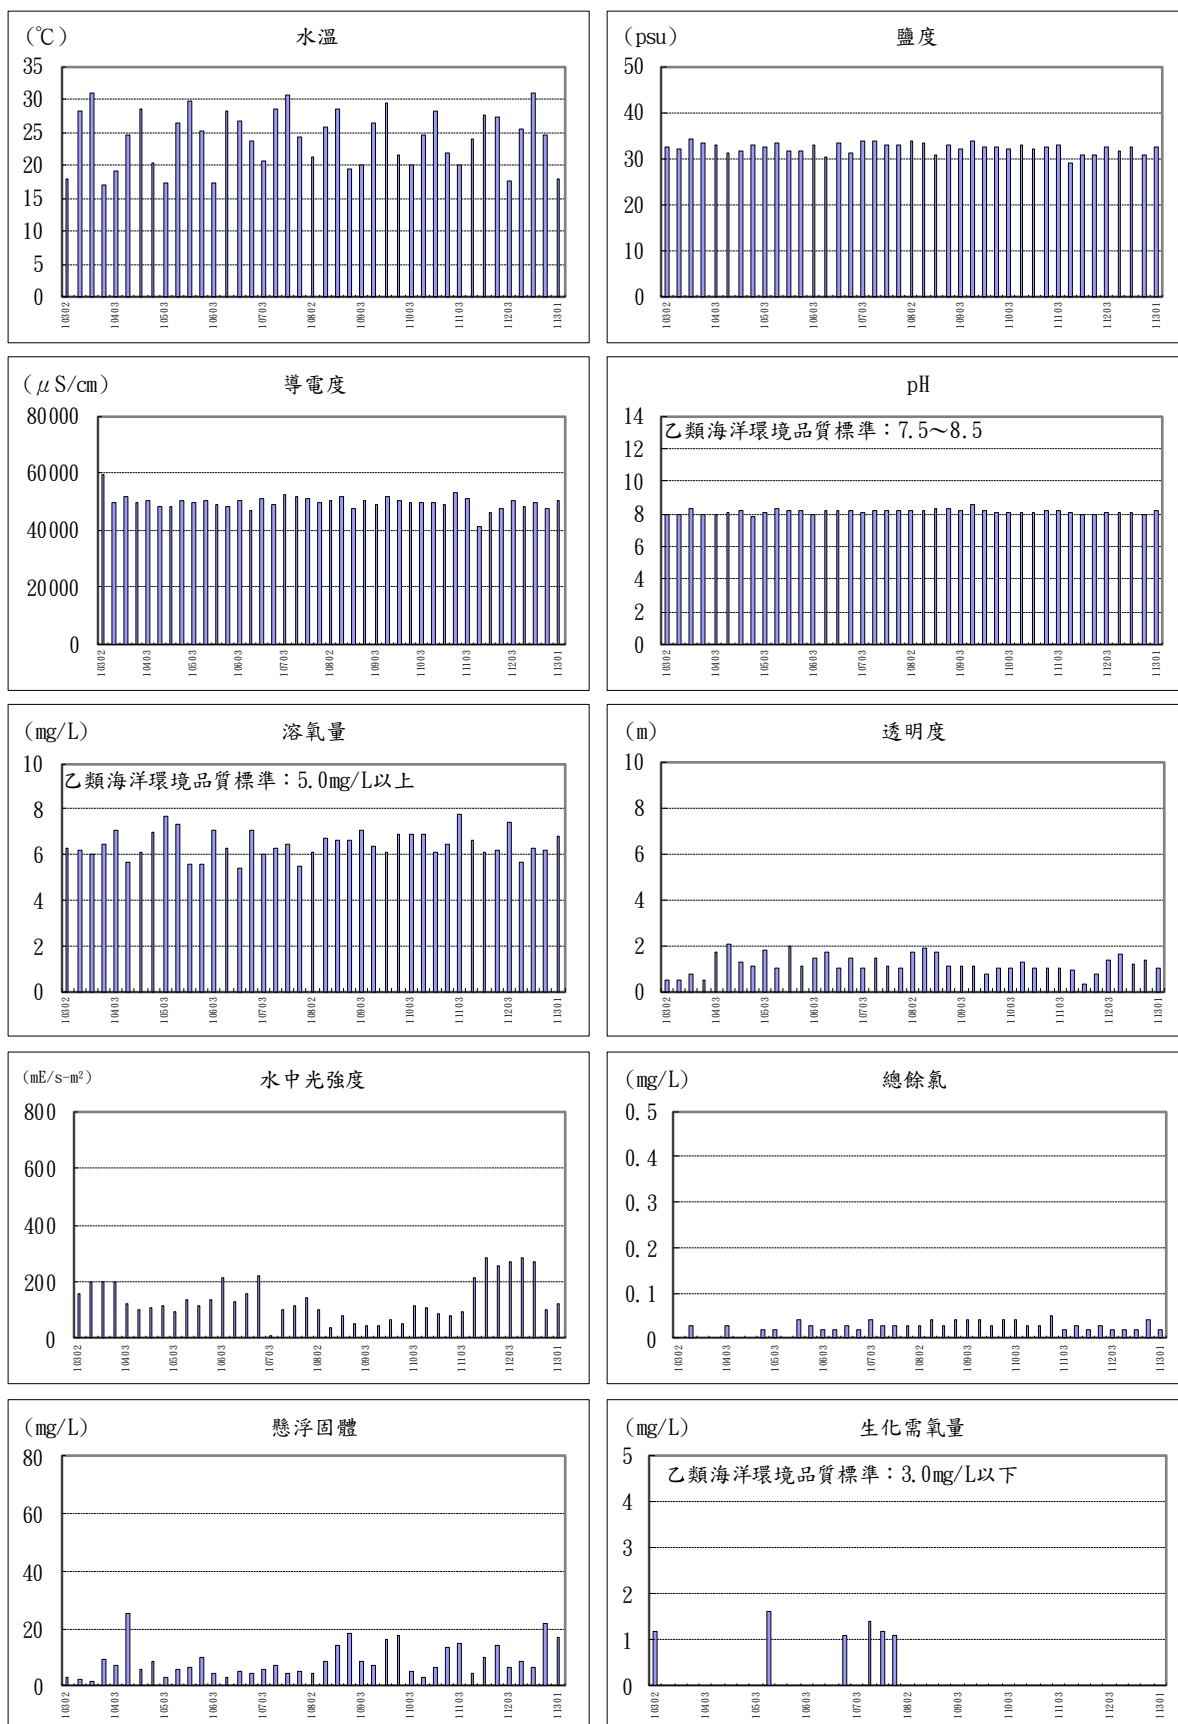 (℃) 水溫
35
30
25
20
15
10
5
0
10302 10403 10503 10603 10703 10802 10903 11003 11103 11203 11301
(psu) 鹽度
50
40
30
20
10
0
10302 10403 10503 10603 10703 10802 10903 11003 11103 11203 11301
(μS/cm) 導電度
80000
60000
40000
20000
0
10302 10403 10503 10603 10703 10802 10903 11003 11103 11203 11301
pH
乙類海洋環境品質標準：7.5～8.5
14
12
10
8
6
4
2
0
10302 10403 10503 10603 10703 10802 10903 11003 11103 11203 11301
(mg/L) 溶氧量
乙類海洋環境品質標準：5.0mg/L以上
10
8
6
4
2
0
10302 10403 10503 10603 10703 10802 10903 11003 11103 11203 11301
(m) 透明度
10
8
6
4
2
0
10302 10403 10503 10603 10703 10802 10903 11003 11103 11203 11301
(mE/s-m²) 水中光強度
800
600
400
200
0
10302 10403 10503 10603 10703 10802 10903 11003 11103 11203 11301
(mg/L) 總餘氯
0.5
0.4
0.3
0.2
0.1
0
10302 10403 10503 10603 10703 10802 10903 11003 11103 11203 11301
(mg/L) 懸浮固體
80
60
40
20
0
10302 10403 10503 10603 10703 10802 10903 11003 11103 11203 11301
(mg/L) 生化需氧量
乙類海洋環境品質標準：3.0mg/L以下
5
4
3
2
1
0
10302 10403 10503 10603 10703 10802 10903 11003 11103 11203 11301